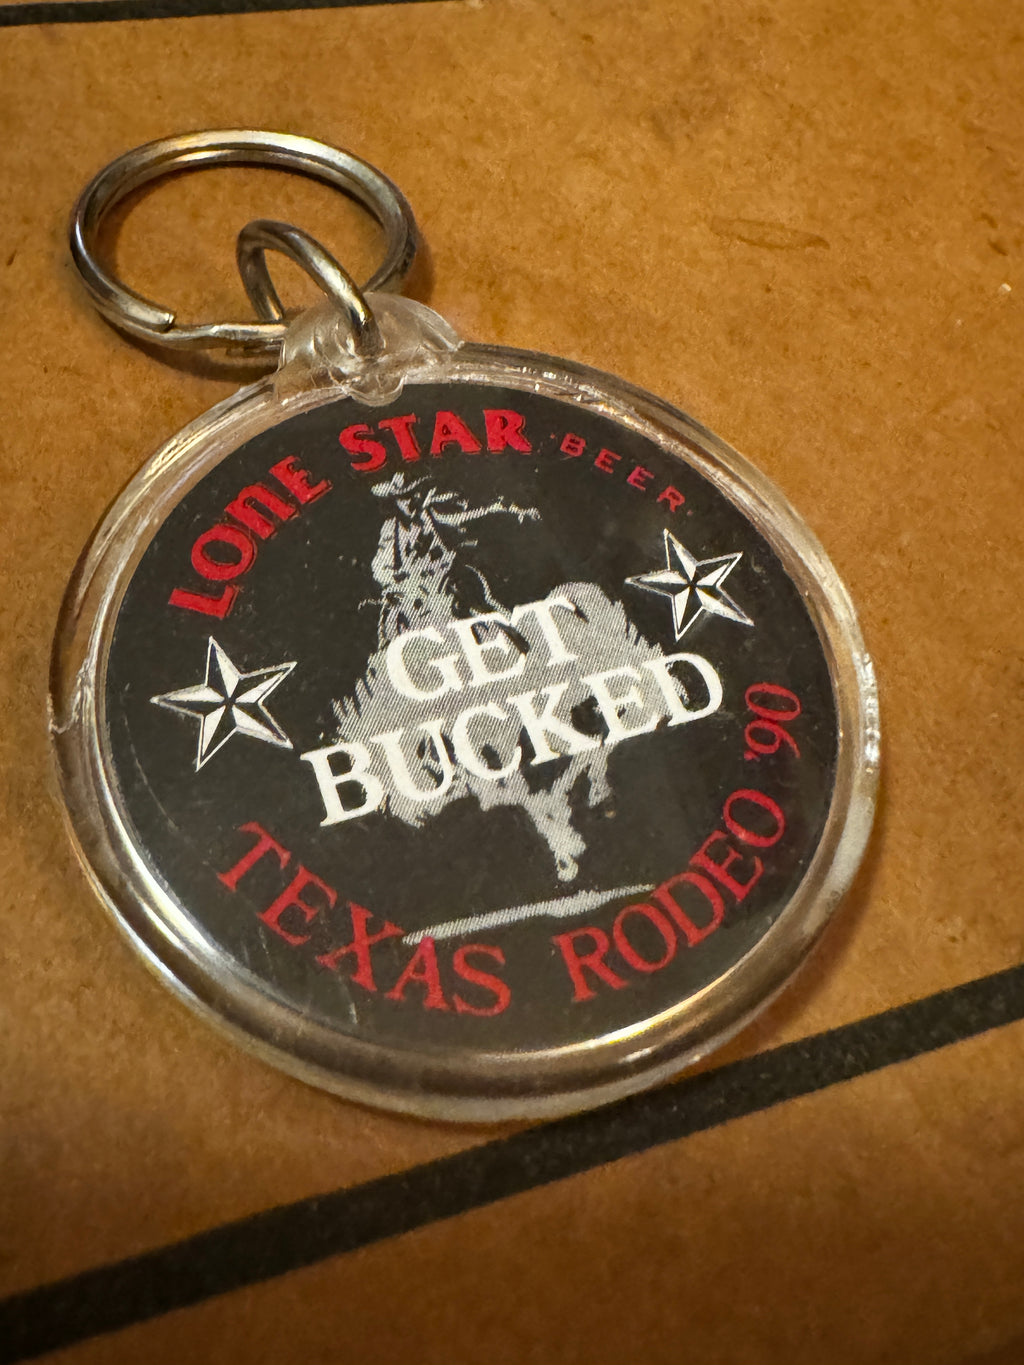 LONE STAR BEER
GET
BUCKED
TEXAS RODEO '90